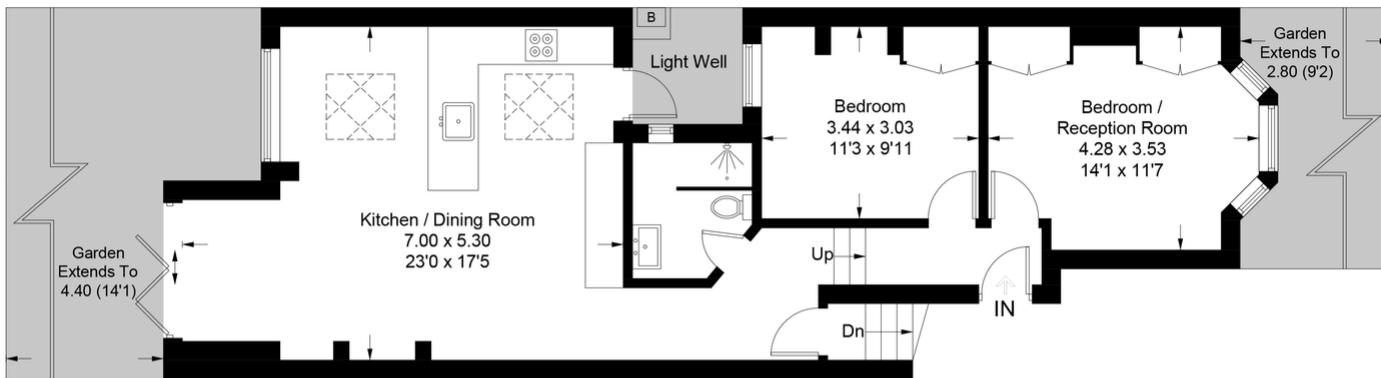 B
Light Well
Garden
Extends To
2.80 (9'2)
Bedroom
3.44 x 3.03
11'3 x 9'11
Bedroom /
Reception Room
4.28 x 3.53
14'1 x 11'7
Kitchen / Dining Room
7.00 x 5.30
23'0 x 17'5
Garden
Extends To
4.40 (14'1)
Up
IN
Dn